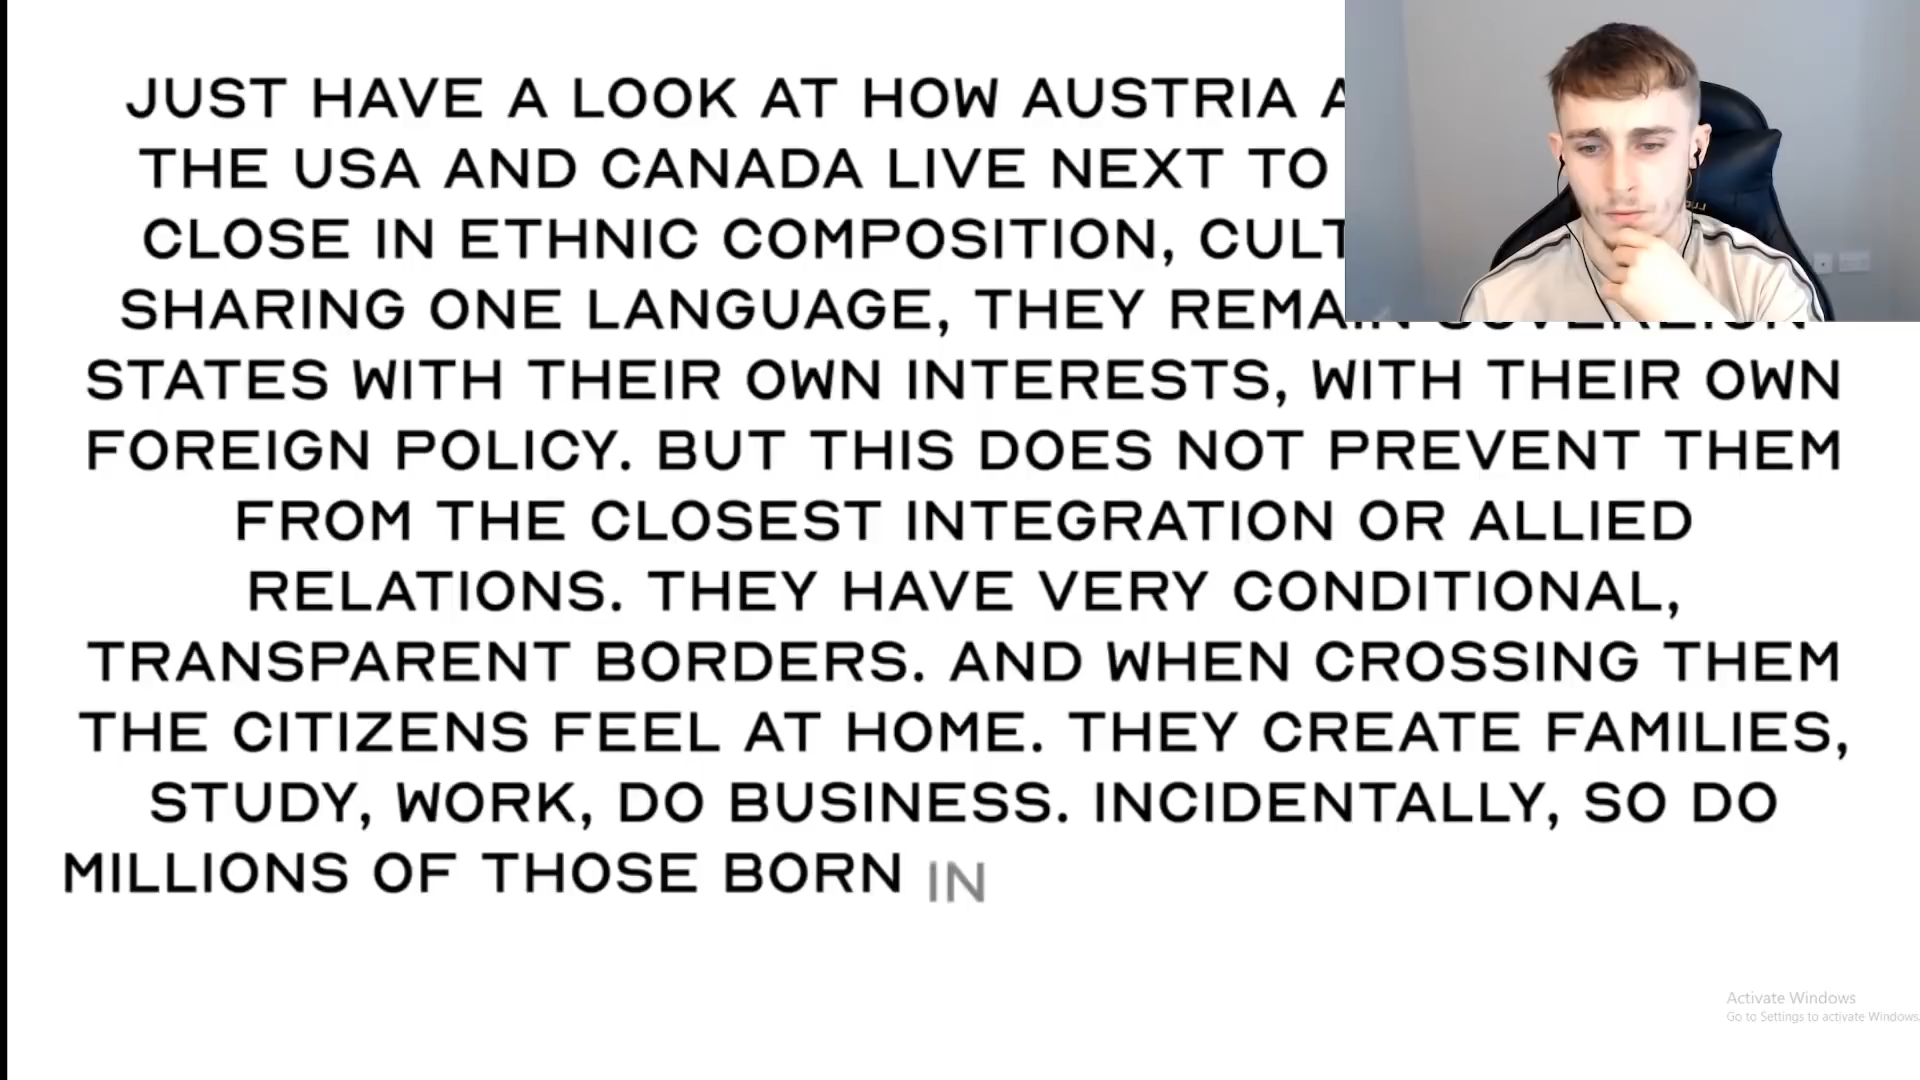 JUST HAVE A LOOK AT HOW AUSTRIA
THE USA AND CANADA LIVE NEXT TO
CLOSE IN ETHNIC COMPOSITION,
SHARING ONE LANGUAGE, THEY REMAIN SOVEREIGN
STATES WITH THEIR OWN INTERESTS, WITH THEIR OWN
FOREIGN POLICY. BUT THIS DOES NOT PREVENT THEM
FROM THE CLOSEST INTEGRATION OR ALLIED
RELATIONS. THEY HAVE VERY CONDITIONAL,
TRANSPARENT BORDERS. AND WHEN CROSSING THEM
THE CITIZENS FEEL AT HOME. THEY CREATE FAMILIES,
STUDY, WORK, DO BUSINESS. INCIDENTALLY, SO DO
MILLIONS OF THOSE BORN IN
Activate Windows
Go to Settings to activate Windows.